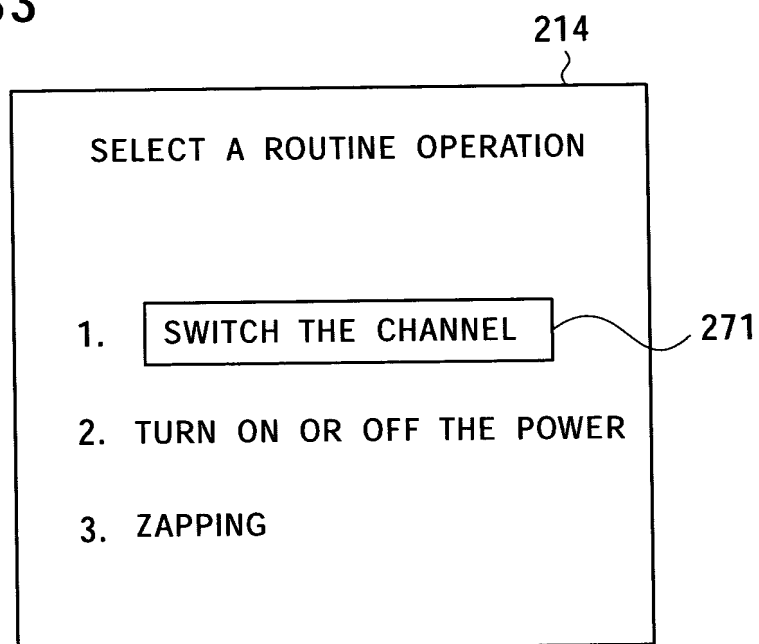 214
SELECT A ROUTINE OPERATION
1. SWITCH THE CHANNEL
271
2. TURN ON OR OFF THE POWER
3. ZAPPING